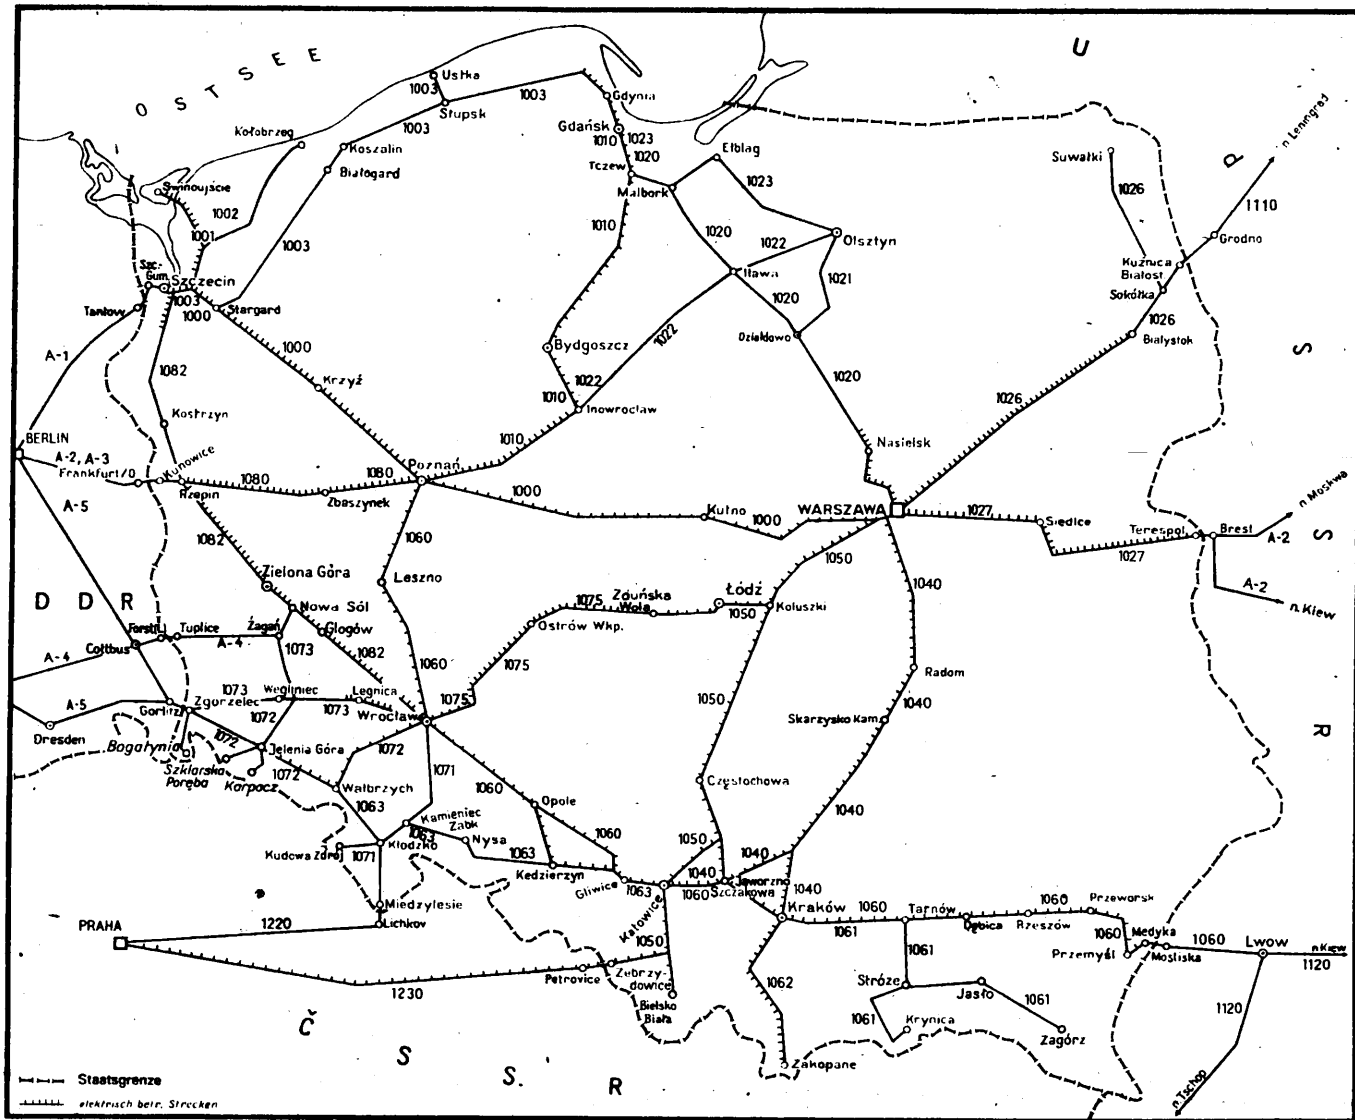 OSTSEE
U
d
S
S
R
Ustka
1003
1003
Słupsk
Gdynia
Kołobrzeg
1003
Koszalin
Białogard
Gdańsk
1010
1023
1020
Tczew
Elbląg
Malbork
1023
Suwałki
1026
n Leningrad
1110
Świnoujście
1002
1001
1003
1010
1020
1022
Olsztyn
Grodno
Kuźnica
Białost.
Szc.-
Gum.
Szczecin
1003
1000
Tantow
Stargard
Iława
1021
1020
Sokółka
1026
Działdowo
Białystok
A-1
1000
1082
Krzyż
Bydgoszcz
1022
1022
1010
1020
Inowrocław
1026
Kostrzyn
BERLIN
A-2, A-3
Frankfurt/O
Kunowice
Rzepin
1080
1080
Poznań
1010
Nasielsk
Zbąszynek
A-5
1000
Kutno
1000
WARSZAWA
1027
Siedlce
Terespol
1027
Brest
n Moskwa
A-2
A-2
n.Kiew
1060
1082
1050
1040
Zielona Góra
Leszno
DDR
Nowa Sól
1075
Zduńska
Wola
Łódź
1050
Koluszki
Forst
Tuplice
Żagań
Głogów
Ostrów Wkp.
Cottbus
A-4
A-4
1073
1082
1075
1060
Radom
1050
1040
A-5
1073
Zgorzelec
Węgliniec
Legnica
1073
1075
Görlitz
Wrocław
Skarżysko Kam.
Dresden
Bogatynia
1072
1072
Jelenia Góra
1072
1071
Szklarska
Poręba
Karpacz
1072
Wałbrzych
1060
Częstochowa
1040
1063
Kamieniec
Ząbk
1063
Opole
1060
Nysa
Kudowa Zdrój
1071
Kłodzko
1063
Kędzierzyn
1050
1040
1040
Gliwice
1063
1060
Jaworzno
Szczakowa
1040
Katowice
Międzylesie
Lichkov
1220
PRAHA
Kraków
1060
1061
Tarnów
Dębica
1060
Rzeszów
Przeworsk
1060
Medyka
Przemyśl
Mościska
1060
Lwow
n Kiew
1120
1050
1061
1062
Petrovice
Zebrzy-
dowice
Bielsko
Biała
1230
Stróże
Jasło
1061
1061
Krynica
Zagórz
1120
ČSSR
Zakopane
n.Tschop
Staatsgrenze
elektrisch betr. Strecken